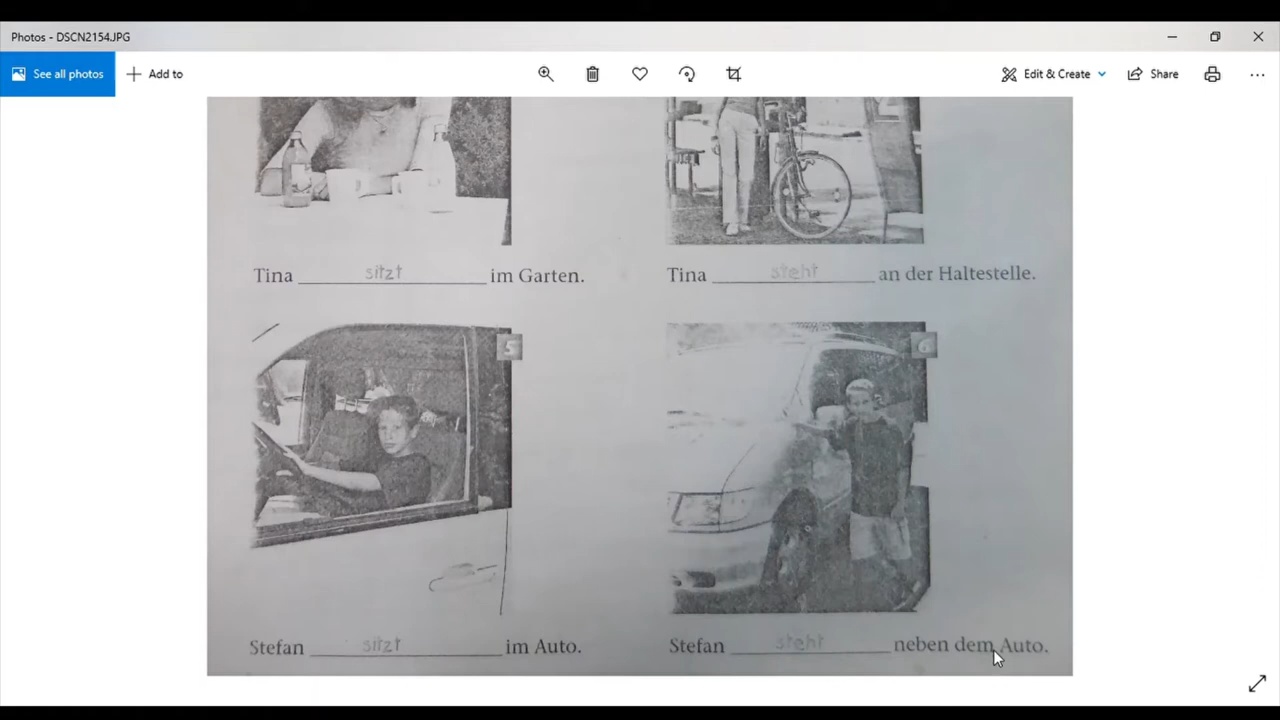 Photos - DSCN2154.JPG
See all photos
Add to
Edit & Create
Share
Tina sitzt im Garten.
Tina steht an der Haltestelle.
5
6
Stefan sitzt im Auto.
Stefan steht neben dem Auto.